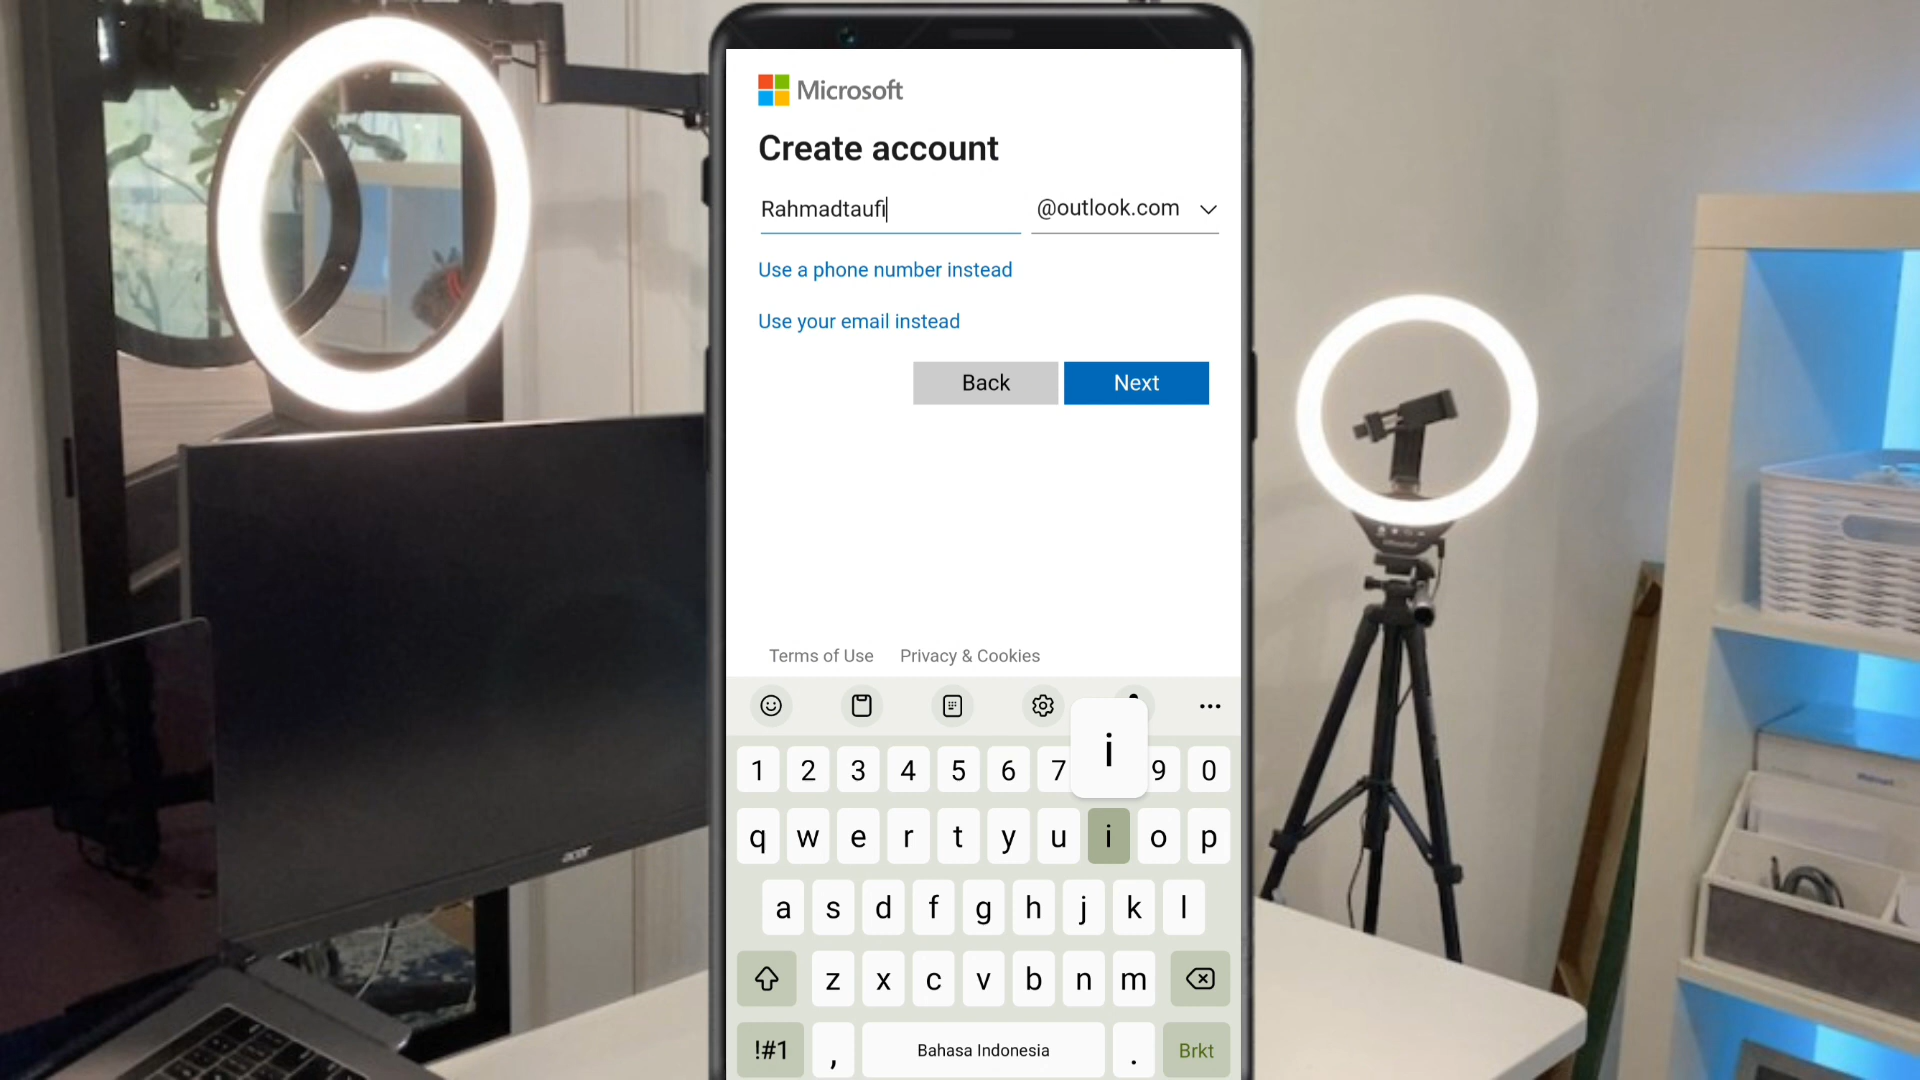 Microsoft
Create account
Rahmadtaufi
@outlook.com
Use a phone number instead
Use your email instead
Back Next
Terms of Use Privacy & Cookies
i
1 2 3 4 5 6 7 9 0
q w e r t y u i o p
a s d f g h j k l
z x c v b n m
!#1 , Bahasa Indonesia . Brkt
acer